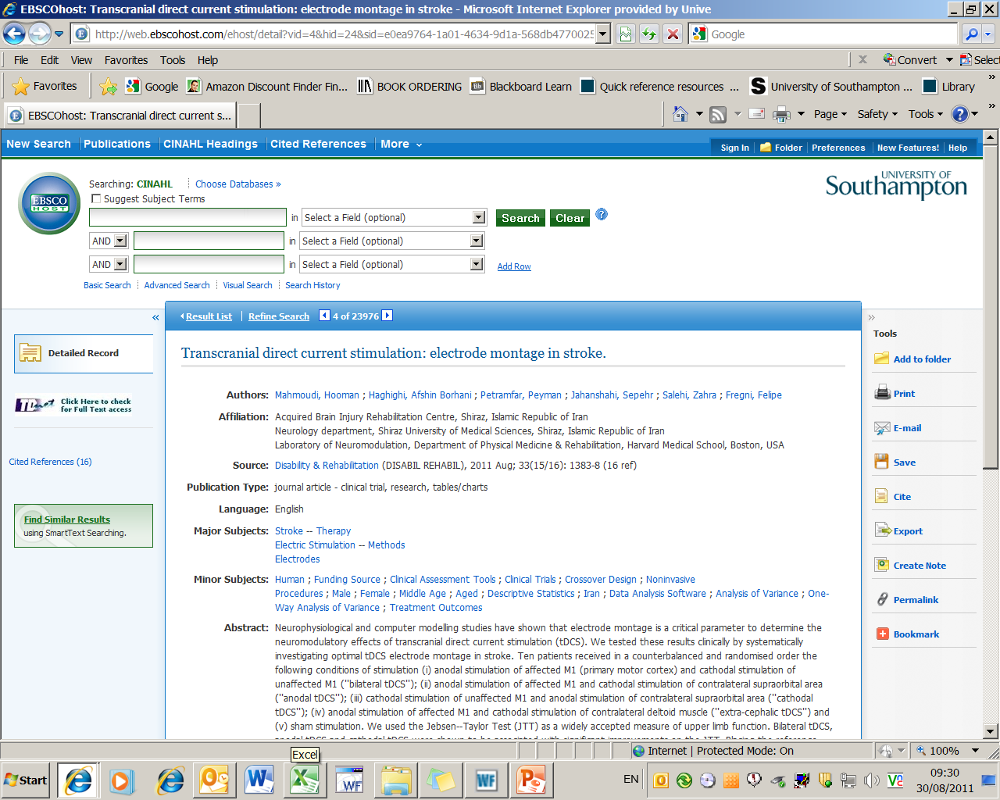 EBSCOhost: Transcranial direct current stimulation: electrode montage in stroke - Microsoft Internet Explorer provided by Unive
http://web.ebscohost.com/ehost/detail?vid=4&hid=24&sid=e0ea9764-1a01-4634-9d1a-568db4770025
Google
File Edit View Favorites Tools Help
Convert Select
Favorites Google Amazon Discount Finder Fin... BOOK ORDERING Blackboard Learn Quick reference resources ... University of Southampton ... Library
EBSCOhost: Transcranial direct current s...
Page Safety Tools
New Search Publications CINAHL Headings Cited References More
Sign In Folder Preferences New Features! Help
EBSCO HOST
Searching: CINAHL Choose Databases »
Suggest Subject Terms
in Select a Field (optional) Search Clear
AND in Select a Field (optional)
AND in Select a Field (optional) Add Row
Basic Search Advanced Search Visual Search Search History
UNIVERSITY OF
Southampton
«
Detailed Record
Click Here to check
for Full Text access
Cited References (16)
Find Similar Results
using SmartText Searching.
Result List Refine Search 4 of 23976
Transcranial direct current stimulation: electrode montage in stroke.
Authors: Mahmoudi, Hooman ; Haghighi, Afshin Borhani ; Petramfar, Peyman ; Jahanshahi, Sepehr ; Salehi, Zahra ; Fregni, Felipe
Affiliation: Acquired Brain Injury Rehabilitation Centre, Shiraz, Islamic Republic of Iran
Neurology department, Shiraz University of Medical Sciences, Shiraz, Islamic Republic of Iran
Laboratory of Neuromodulation, Department of Physical Medicine & Rehabilitation, Harvard Medical School, Boston, USA
Source: Disability & Rehabilitation (DISABIL REHABIL), 2011 Aug; 33(15/16): 1383-8 (16 ref)
Publication Type: journal article - clinical trial, research, tables/charts
Language: English
Major Subjects: Stroke -- Therapy
Electric Stimulation -- Methods
Electrodes
Minor Subjects: Human ; Funding Source ; Clinical Assessment Tools ; Clinical Trials ; Crossover Design ; Noninvasive
Procedures ; Male ; Female ; Middle Age ; Aged ; Descriptive Statistics ; Iran ; Data Analysis Software ; Analysis of Variance ; One-
Way Analysis of Variance ; Treatment Outcomes
Abstract: Neurophysiological and computer modelling studies have shown that electrode montage is a critical parameter to determine the
neuromodulatory effects of transcranial direct current stimulation (tDCS). We tested these results clinically by systematically
investigating optimal tDCS electrode montage in stroke. Ten patients received in a counterbalanced and randomised order the
following conditions of stimulation (i) anodal stimulation of affected M1 (primary motor cortex) and cathodal stimulation of
unaffected M1 ("bilateral tDCS"); (ii) anodal stimulation of affected M1 and cathodal stimulation of contralateral supraorbital area
("anodal tDCS"); (iii) cathodal stimulation of unaffected M1 and anodal stimulation of contralateral supraorbital area ("cathodal
tDCS"); (iv) anodal stimulation of affected M1 and cathodal stimulation of contralateral deltoid muscle ("extra-cephalic tDCS") and
(v) sham stimulation. We used the Jebsen--Taylor Test (JTT) as a widely accepted measure of upper limb function. Bilateral tDCS,
anodal tDCS and cathodal tDCS were shown to be associated with significant improvements on the JTT. Placing the reference
»
Tools
Add to folder
Print
E-mail
Save
Cite
Export
Create Note
Permalink
Bookmark
Internet | Protected Mode: On 100%
Excel
Start
EN
09:30
30/08/2011